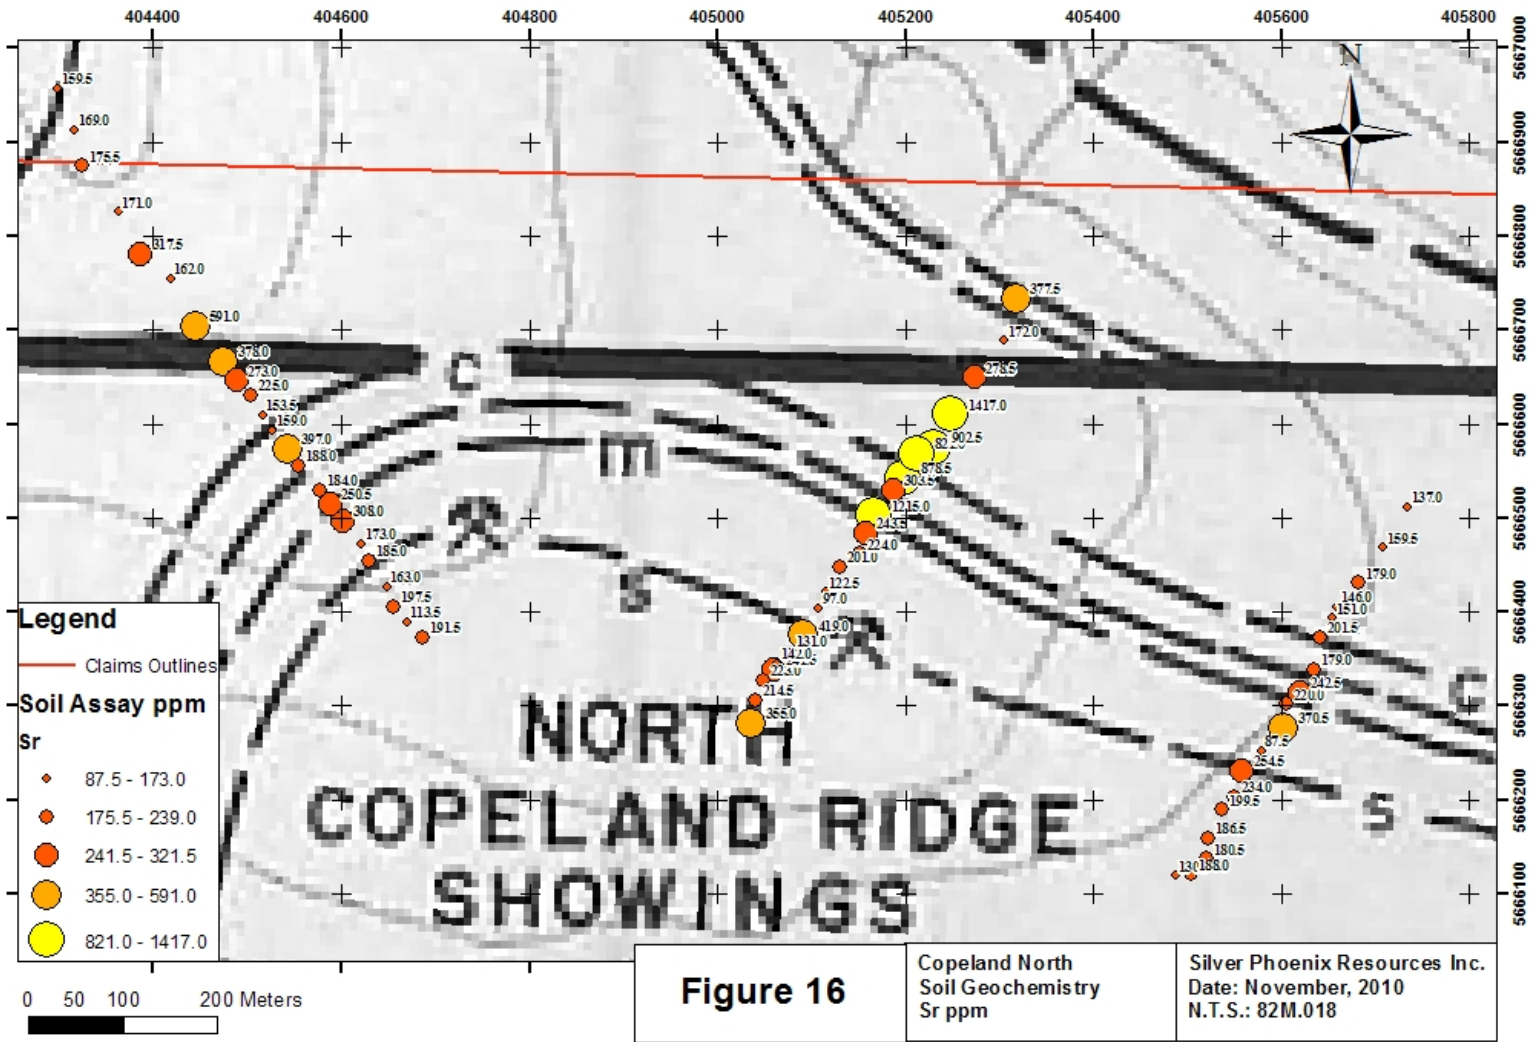 404400 404600 404800 405000 405200 405400 405600 405800
5667000
5666900
5666800
5666700
5666600
5666500
5666400
5666300
5666200
5666100
N
159.5
169.0
175.5
171.0
317.5
162.0
591.0
378.0
273.0
225.0
153.5
159.0
397.0
188.0
184.0
250.5
308.0
173.0
185.0
163.0
197.5
113.5
191.5
377.5
172.0
278.5
1417.0
902.5
878.5
303.5
1215.0
243.5
224.0
201.0
122.5
97.0
419.0
131.0
142.0
223.0
214.5
355.0
137.0
159.5
179.0
146.0
151.0
201.5
179.0
242.5
220.0
370.5
87.5
254.5
234.0
199.5
186.5
180.5
188.0
C
m
S
C
S
NORTH
COPELAND RIDGE
SHOWINGS
Legend
Claims Outlines
Soil Assay ppm
Sr
87.5 - 173.0
175.5 - 239.0
241.5 - 321.5
355.0 - 591.0
821.0 - 1417.0
0 50 100 200 Meters
Figure 16
Copeland North
Soil Geochemistry
Sr ppm
Silver Phoenix Resources Inc.
Date: November, 2010
N.T.S.: 82M.018